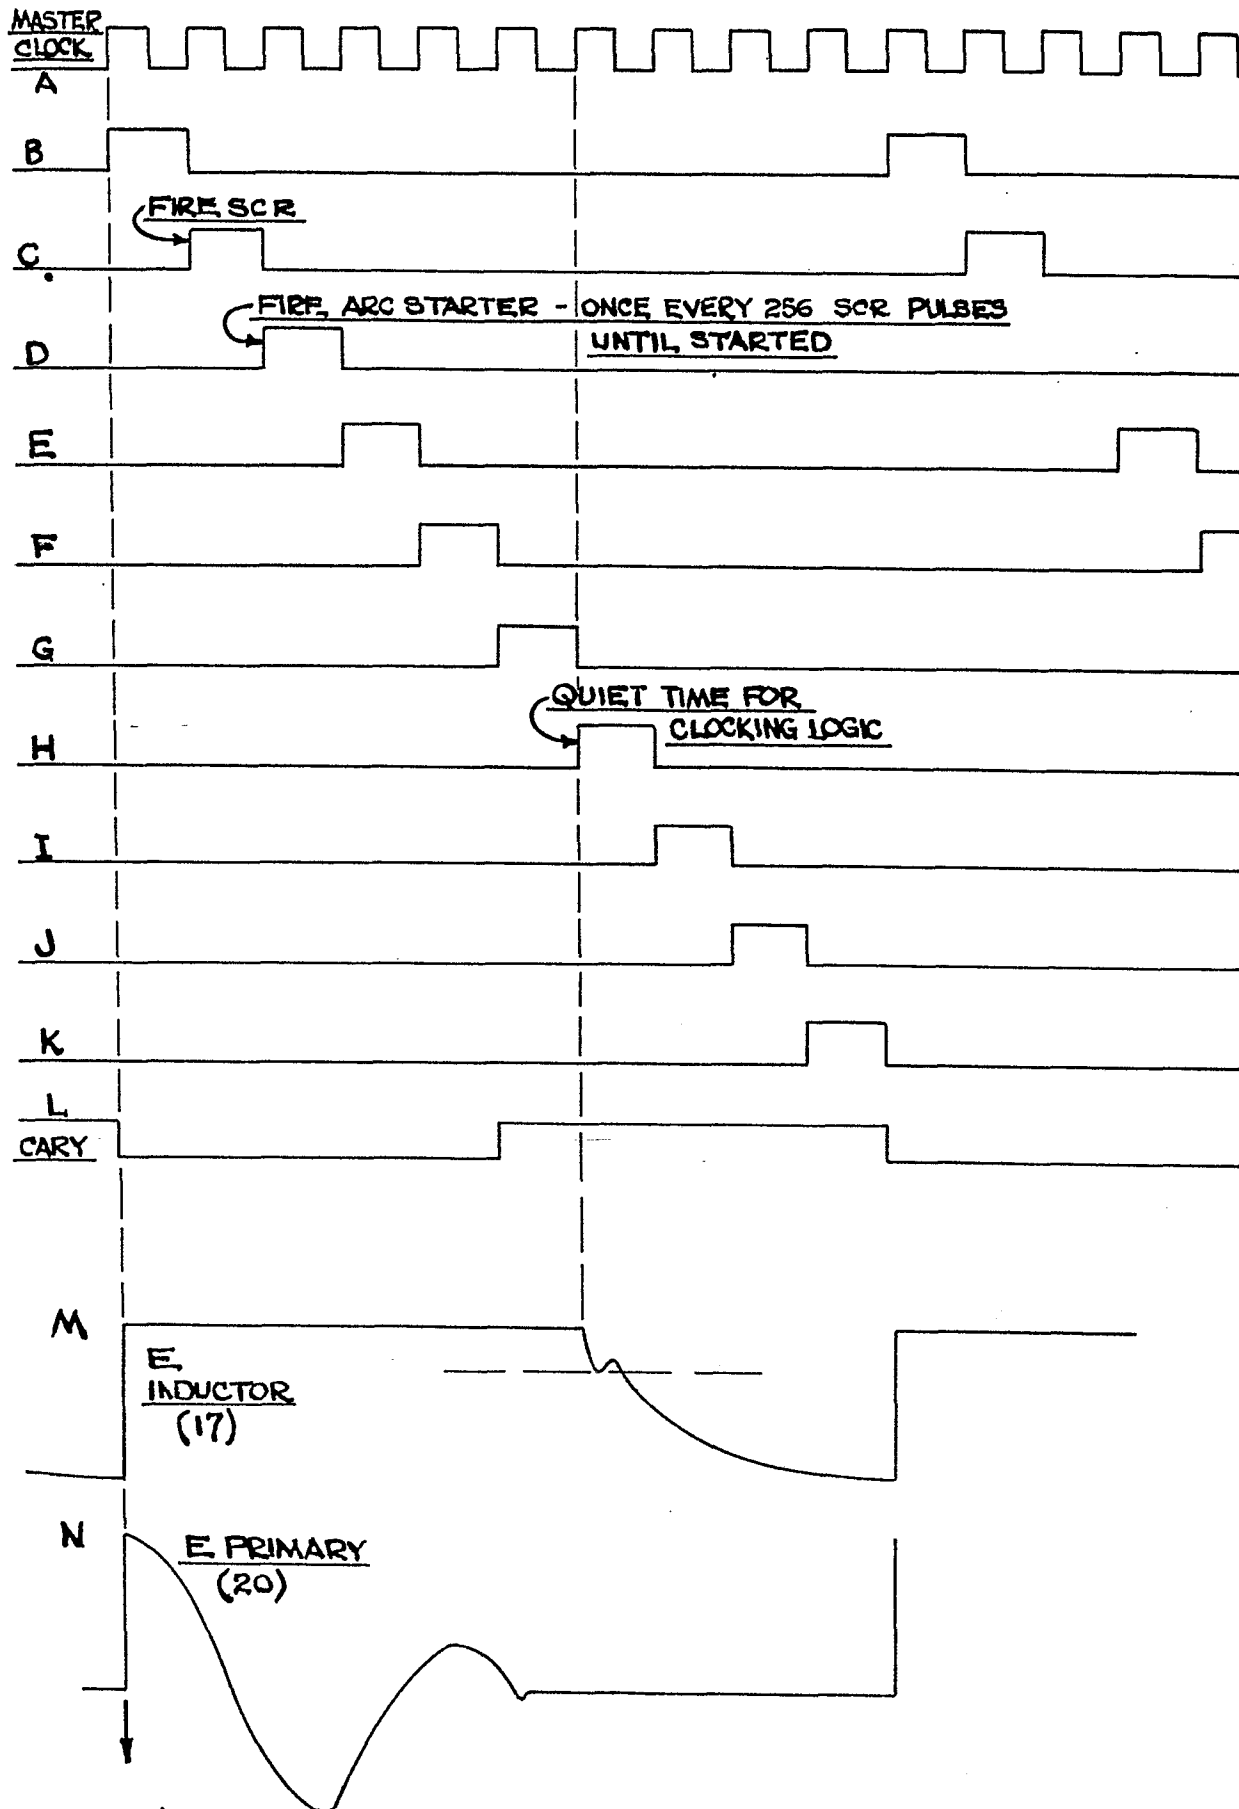 MASTER
CLOCK
A
B
FIRE SCR
C.
FIRE ARC STARTER - ONCE EVERY 256 SCR PULSES
UNTIL STARTED
D
E
F
G
QUIET TIME FOR
CLOCKING LOGIC
H
I
J
K
L
CARY
M
E
INDUCTOR
(17)
N
E PRIMARY
(20)